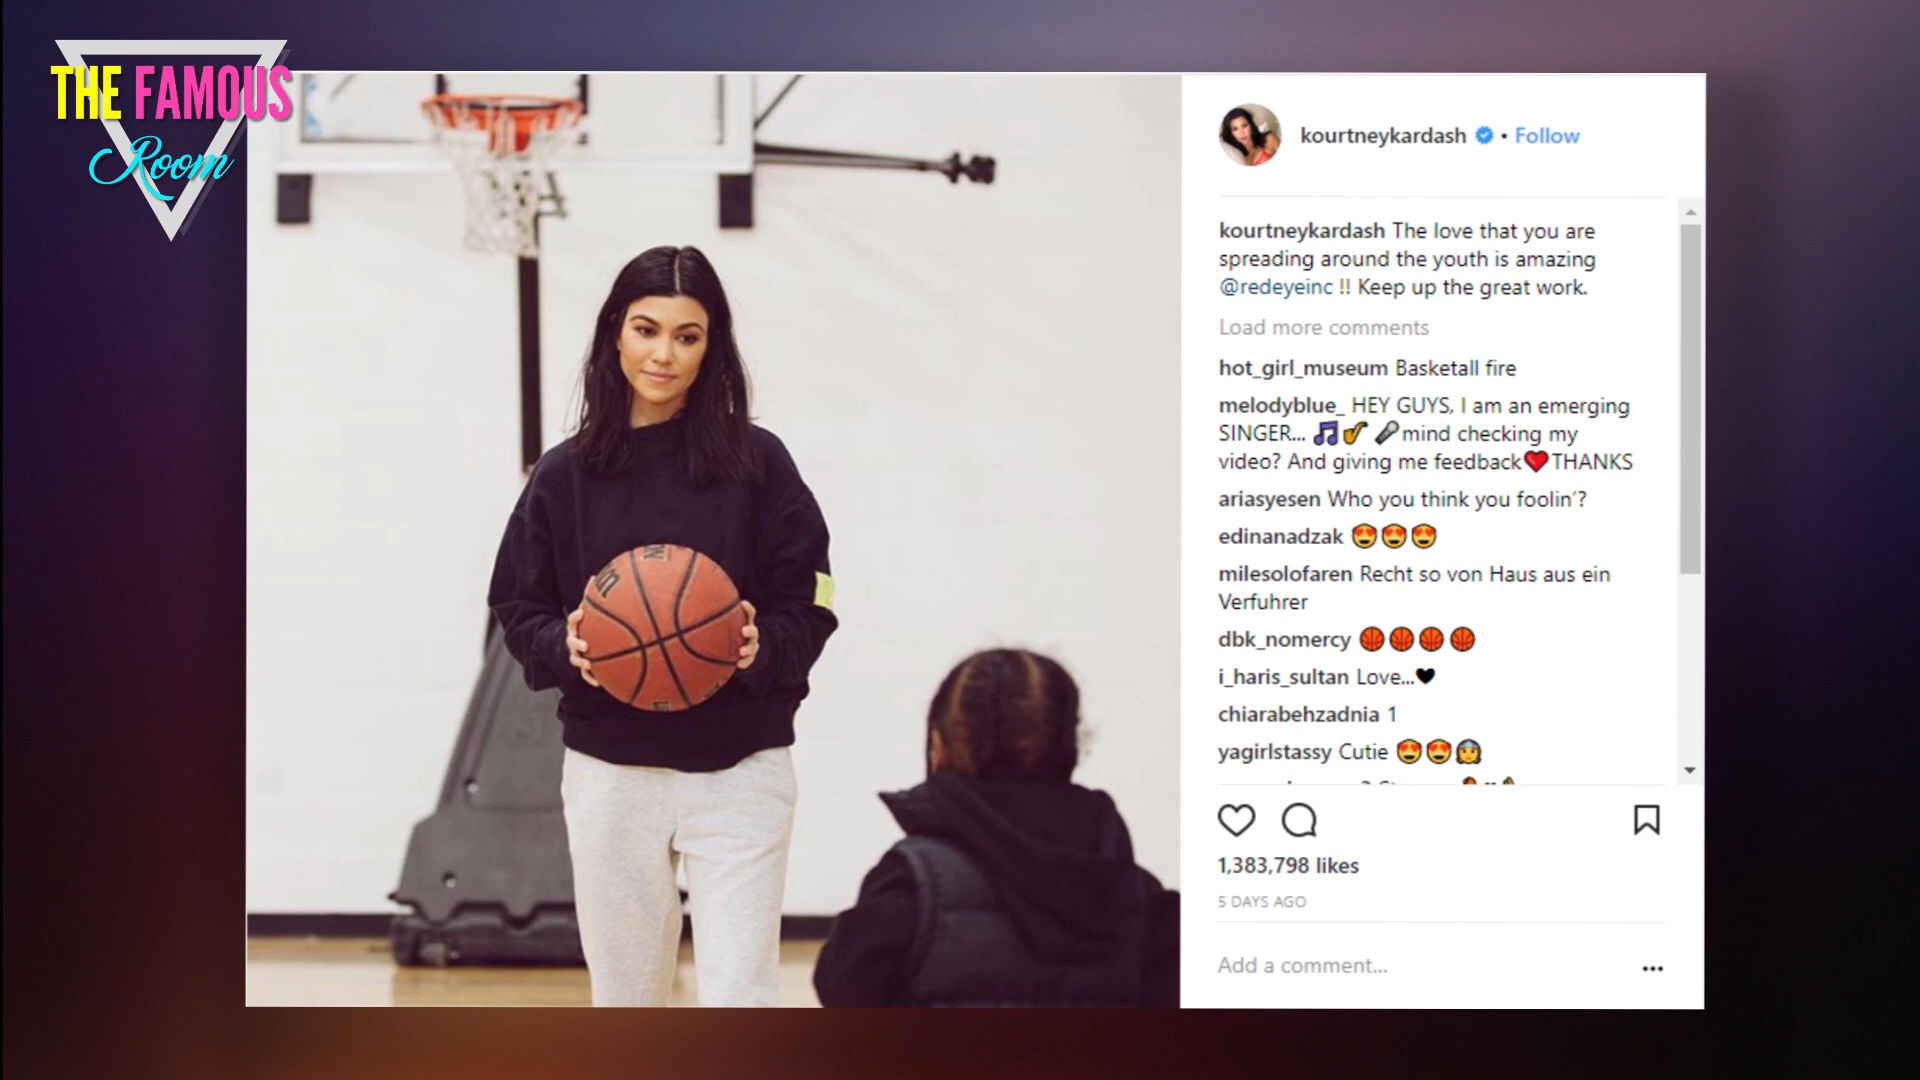 THE FAMOUS
Room
kourtneykardash • Follow
kourtneykardash The love that you are
spreading around the youth is amazing
@redeyeinc !! Keep up the great work.
Load more comments
hot_girl_museum Basketall fire
melodyblue_ HEY GUYS, I am an emerging
SINGER... 🎵🎷🎤mind checking my
video? And giving me feedback❤️THANKS
ariasyesen Who you think you foolin’?
edinanadzak 😍😍😍
milesolofaren Recht so von Haus aus ein
Verfuhrer
dbk_nomercy 🏀🏀🏀🏀
i_haris_sultan Love...🖤
chiarabehzadnia 1
yagirlstassy Cutie 😍😍👰
1,383,798 likes
5 DAYS AGO
Add a comment...